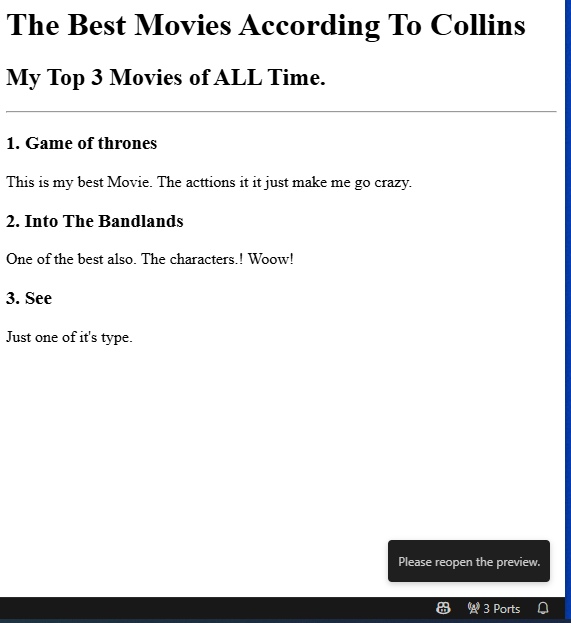 The Best Movies According To Collins
My Top 3 Movies of ALL Time.
1. Game of thrones
This is my best Movie. The acttions it it just make me go crazy.
2. Into The Bandlands
One of the best also. The characters.! Woow!
3. See
Just one of it's type.
Please reopen the preview.
3 Ports